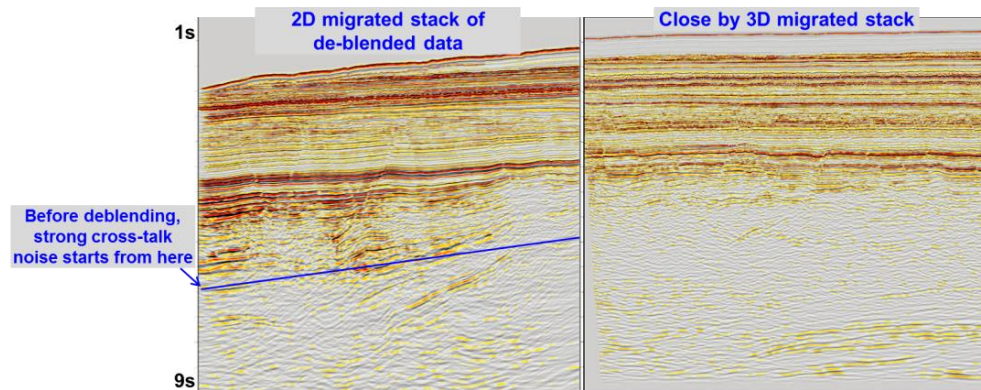 1s
2D migrated stack of
de-blended data
Close by 3D migrated stack
Before deblending,
strong cross-talk
noise starts from here
9s